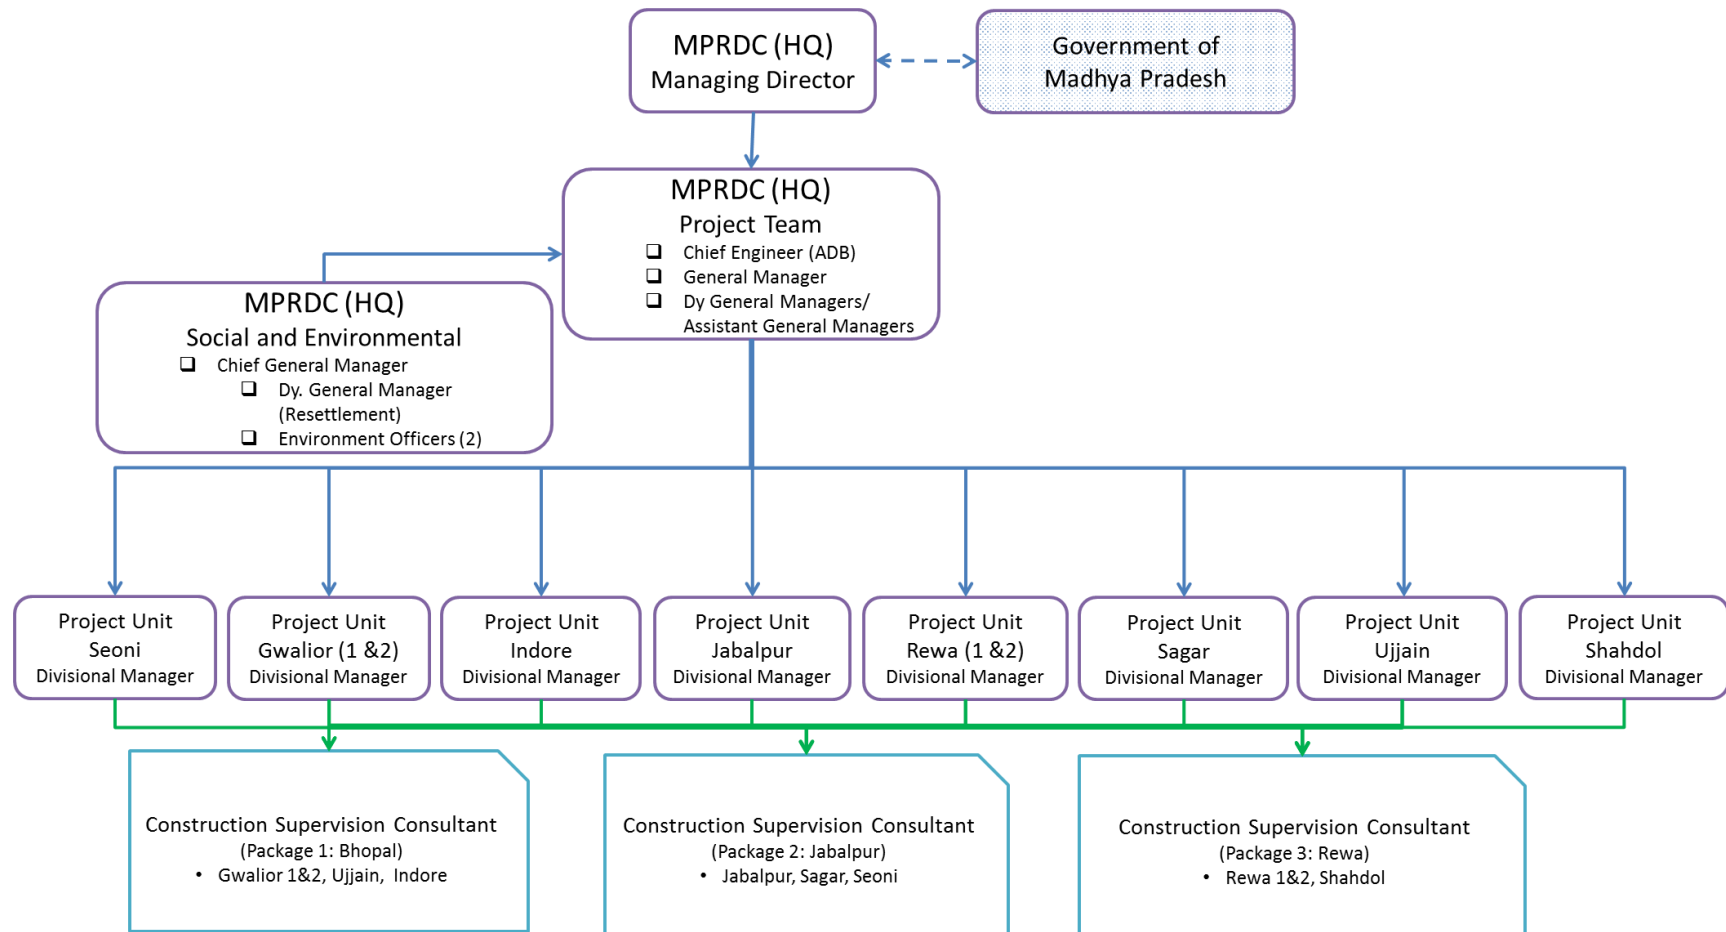 MPRDC (HQ)
Managing Director
Government of
Madhya Pradesh
MPRDC (HQ)
Project Team
❑ Chief Engineer (ADB)
❑ General Manager
❑ Dy General Managers/
Assistant General Managers
MPRDC (HQ)
Social and Environmental
❑ Chief General Manager
❑ Dy. General Manager
(Resettlement)
❑ Environment Officers (2)
Project Unit
Seoni
Divisional Manager
Project Unit
Gwalior (1 &2)
Divisional Manager
Project Unit
Indore
Divisional Manager
Project Unit
Jabalpur
Divisional Manager
Project Unit
Rewa (1 &2)
Divisional Manager
Project Unit
Sagar
Divisional Manager
Project Unit
Ujjain
Divisional Manager
Project Unit
Shahdol
Divisional Manager
Construction Supervision Consultant
(Package 1: Bhopal)
• Gwalior 1&2, Ujjain, Indore
Construction Supervision Consultant
(Package 2: Jabalpur)
• Jabalpur, Sagar, Seoni
Construction Supervision Consultant
(Package 3: Rewa)
• Rewa 1&2, Shahdol